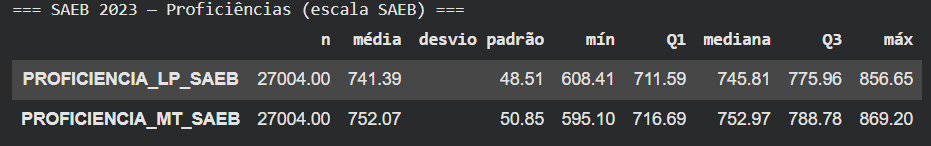 === SAEB 2023 — Proficiências (escala SAEB) ===
n média desvio padrão mín Q1 mediana Q3 máx
PROFICIENCIA_LP_SAEB 27004.00 741.39 48.51 608.41 711.59 745.81 775.96 856.65
PROFICIENCIA_MT_SAEB 27004.00 752.07 50.85 595.10 716.69 752.97 788.78 869.20